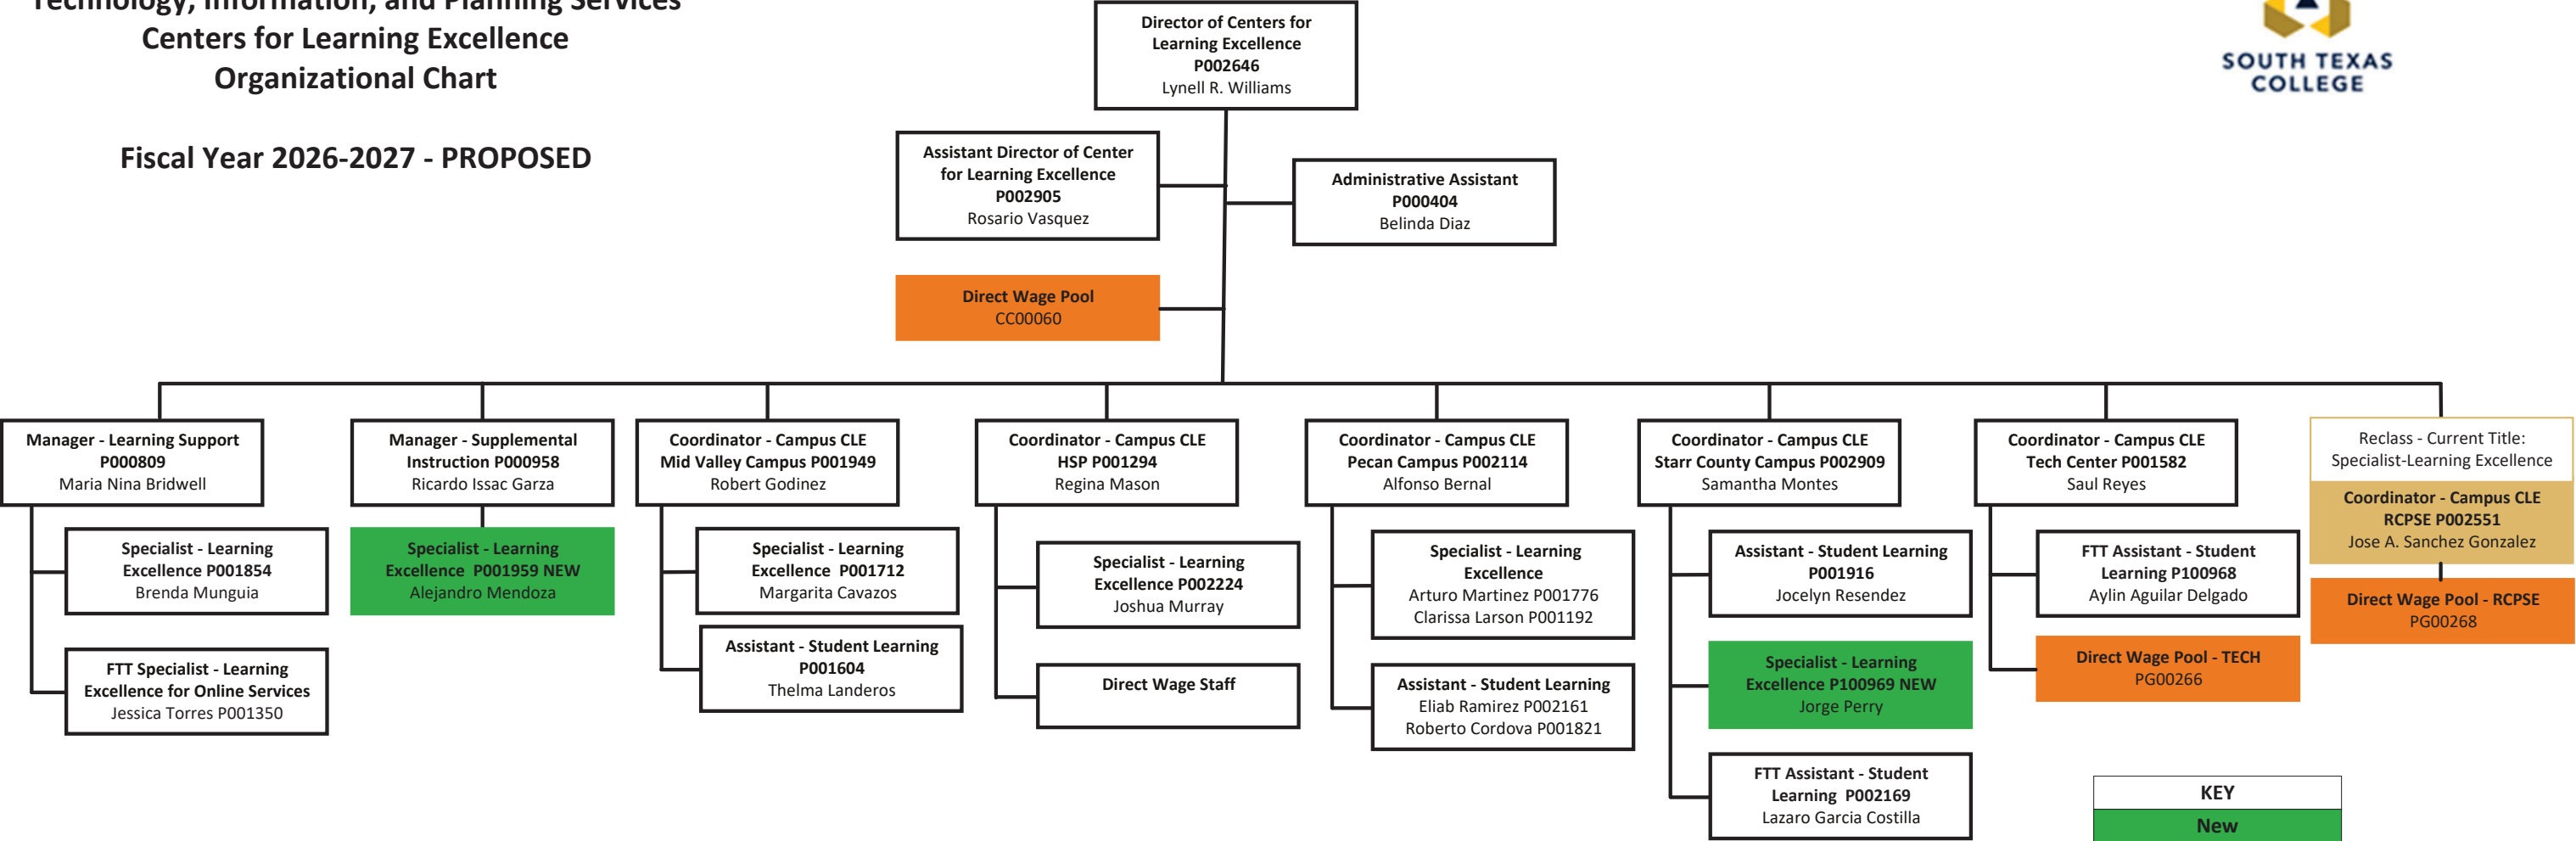 Technology, Information, and Planning Services
Centers for Learning Excellence
Organizational Chart
Fiscal Year 2026-2027 - PROPOSED
SOUTH TEXAS
COLLEGE
Director of Centers for
Learning Excellence
P002646
Lynell R. Williams
Assistant Director of Center
for Learning Excellence
P002905
Rosario Vasquez
Administrative Assistant
P000404
Belinda Diaz
Direct Wage Pool
CC00060
Manager - Learning Support
P000809
Maria Nina Bridwell
Specialist - Learning
Excellence P001854
Brenda Munguia
FTT Specialist - Learning
Excellence for Online Services
Jessica Torres P001350
Manager - Supplemental
Instruction P000958
Ricardo Issac Garza
Specialist - Learning
Excellence  P001959 NEW
Alejandro Mendoza
Coordinator - Campus CLE
Mid Valley Campus P001949
Robert Godinez
Specialist - Learning
Excellence  P001712
Margarita Cavazos
Assistant - Student Learning
P001604
Thelma Landeros
Coordinator - Campus CLE
HSP P001294
Regina Mason
Specialist - Learning
Excellence P002224
Joshua Murray
Direct Wage Staff
Coordinator - Campus CLE
Pecan Campus P002114
Alfonso Bernal
Specialist - Learning
Excellence
Arturo Martinez P001776
Clarissa Larson P001192
Assistant - Student Learning
Eliab Ramirez P002161
Roberto Cordova P001821
Coordinator - Campus CLE
Starr County Campus P002909
Samantha Montes
Assistant - Student Learning
P001916
Jocelyn Resendez
Specialist - Learning
Excellence P100969 NEW
Jorge Perry
FTT Assistant - Student
Learning  P002169
Lazaro Garcia Costilla
Coordinator - Campus CLE
Tech Center P001582
Saul Reyes
FTT Assistant - Student
Learning P100968
Aylin Aguilar Delgado
Direct Wage Pool - TECH
PG00266
Reclass - Current Title:
Specialist-Learning Excellence
Coordinator - Campus CLE
RCPSE P002551
Jose A. Sanchez Gonzalez
Direct Wage Pool - RCPSE
PG00268
KEY
New